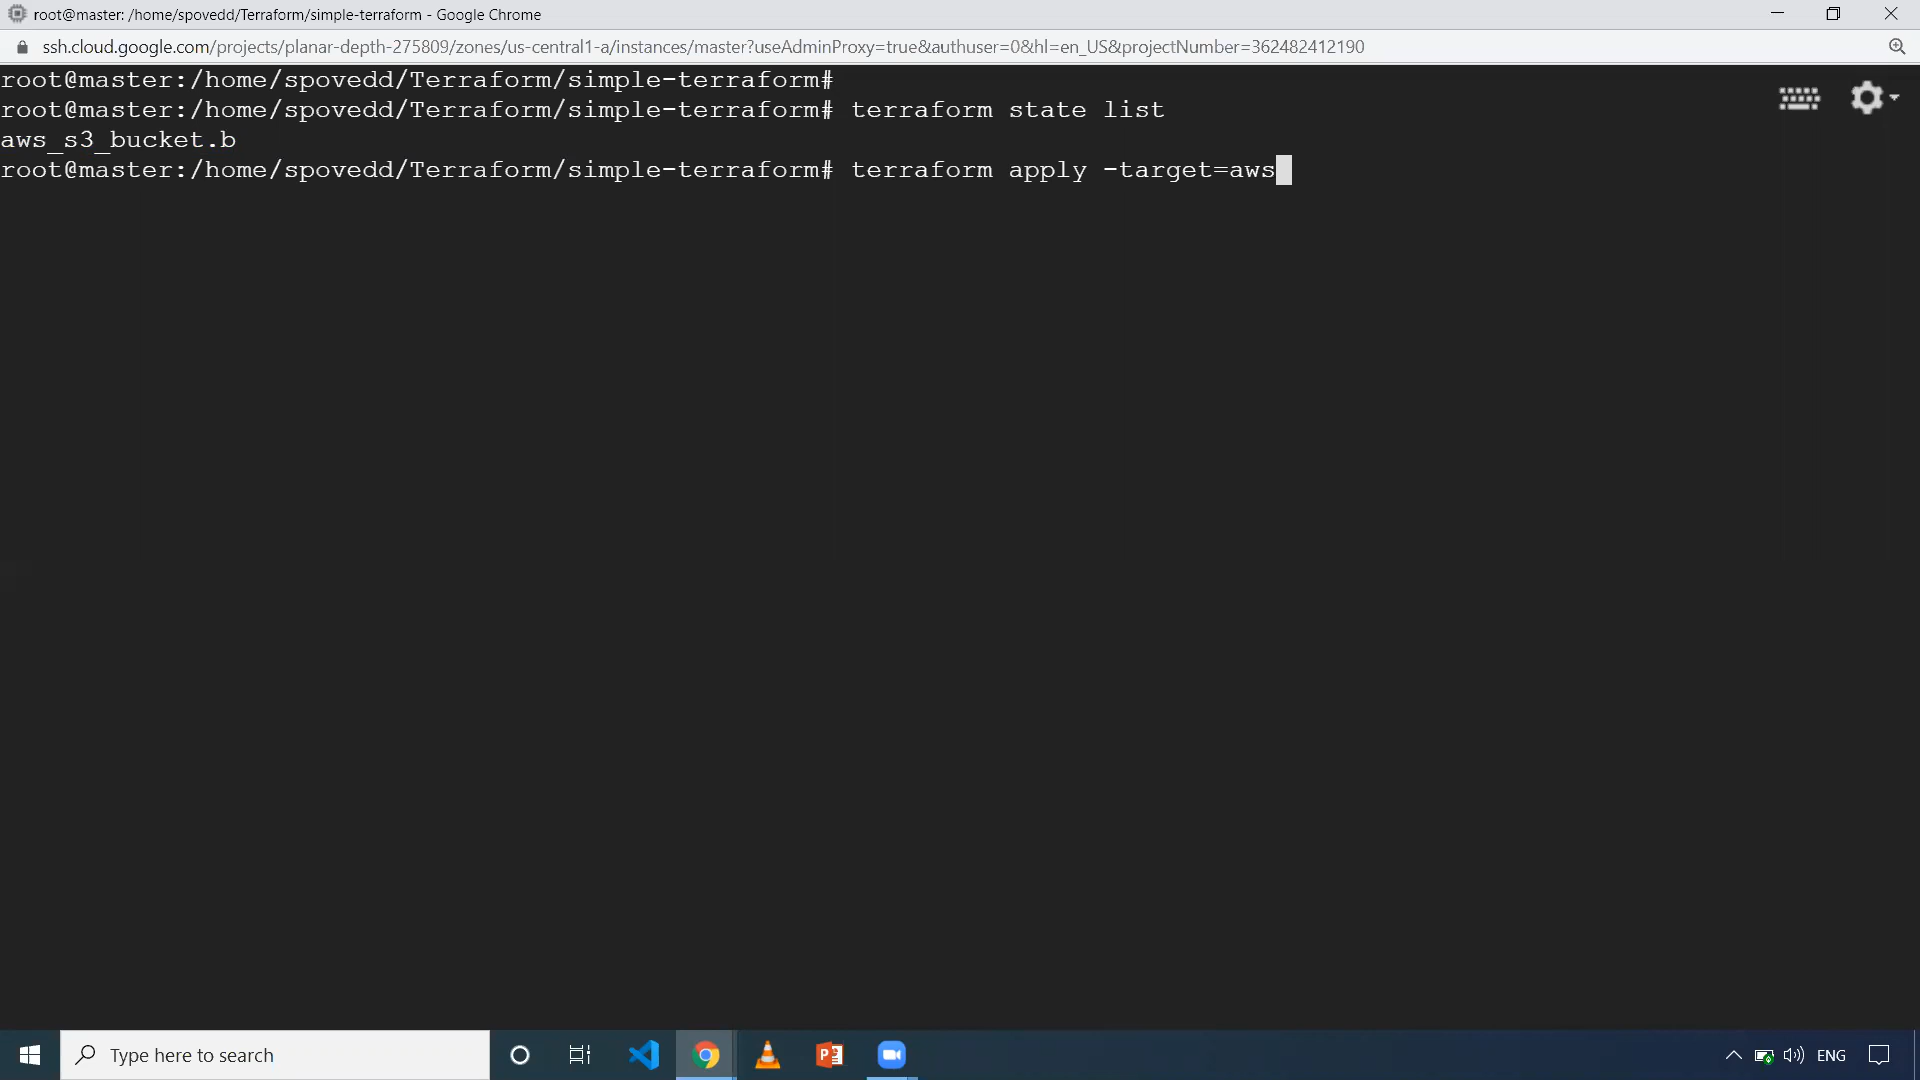 root@master: /home/spovedd/Terraform/simple-terraform - Google Chrome
ssh.cloud.google.com/projects/planar-depth-275809/zones/us-central1-a/instances/master?useAdminProxy=true&authuser=0&hl=en_US&projectNumber=362482412190
root@master:/home/spovedd/Terraform/simple-terraform#
root@master:/home/spovedd/Terraform/simple-terraform# terraform state list
aws_s3_bucket.b
root@master:/home/spovedd/Terraform/simple-terraform# terraform apply -target=aws
Type here to search
ENG